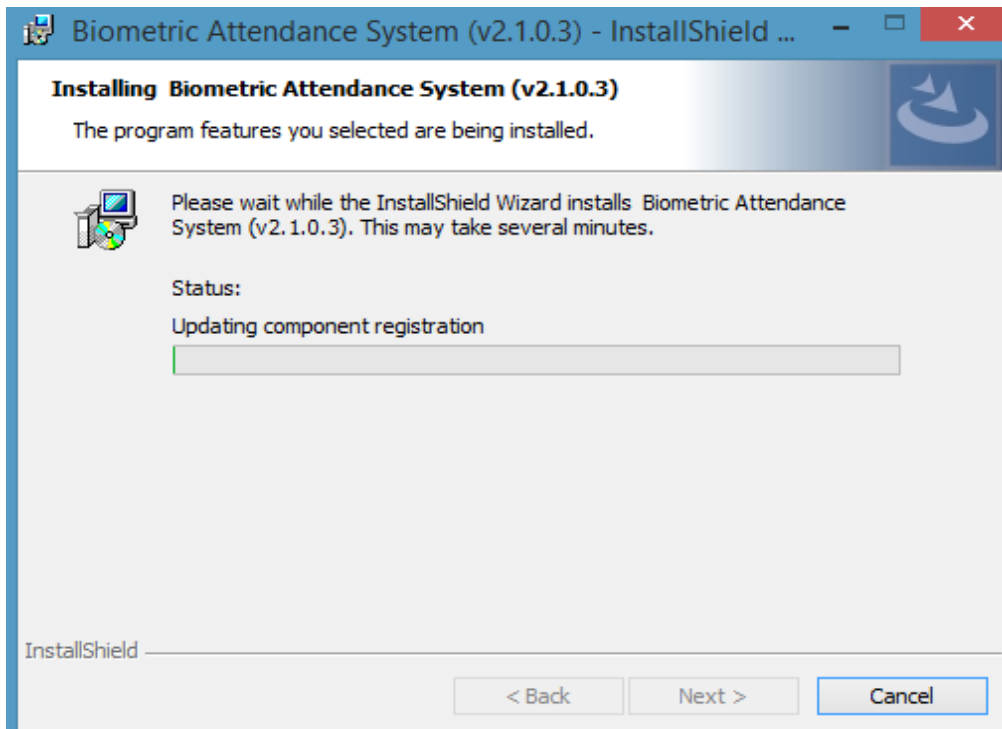 Biometric Attendance System (v2.1.0.3) - InstallShield ...
Installing Biometric Attendance System (v2.1.0.3)
The program features you selected are being installed.
Please wait while the InstallShield Wizard installs Biometric Attendance
System (v2.1.0.3). This may take several minutes.
Status:
Updating component registration
InstallShield
< Back
Next >
Cancel